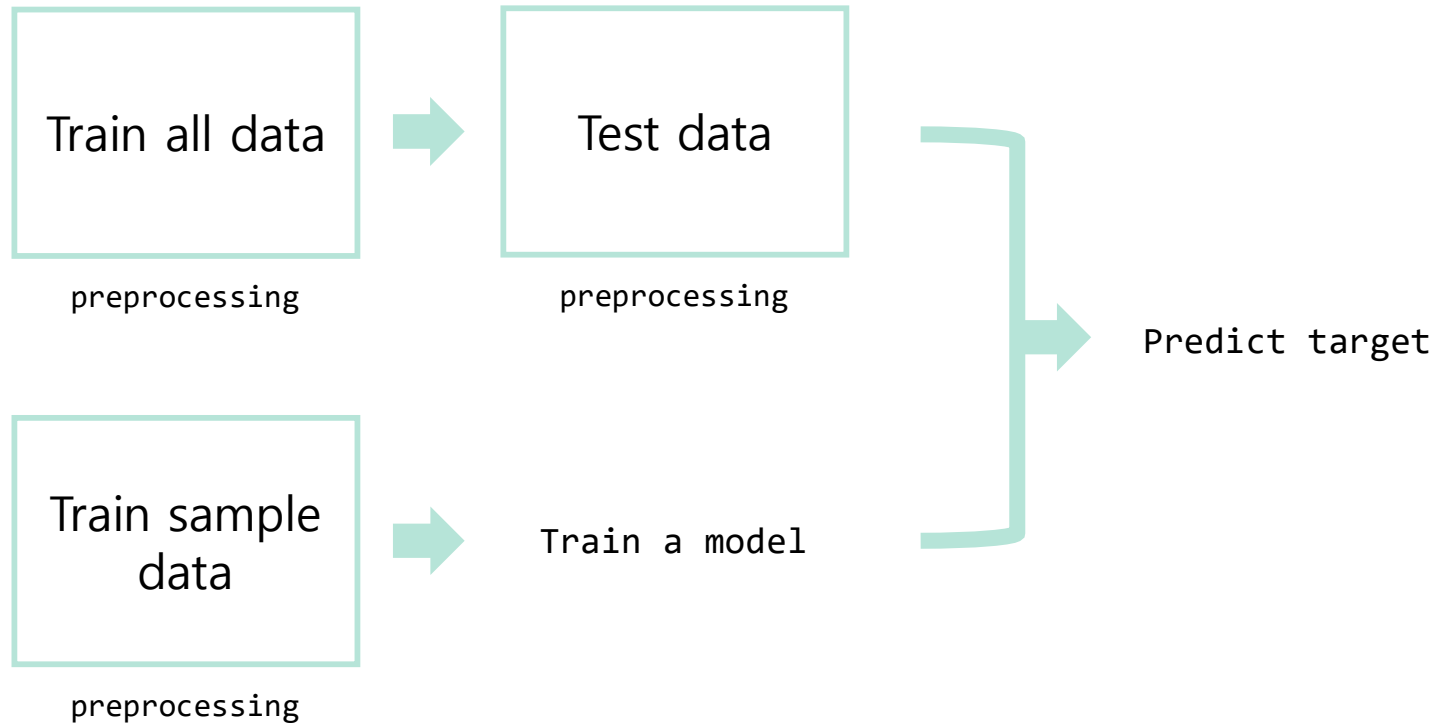 Train all data
Test data
preprocessing
preprocessing
Predict target
Train sample
data
Train a model
preprocessing